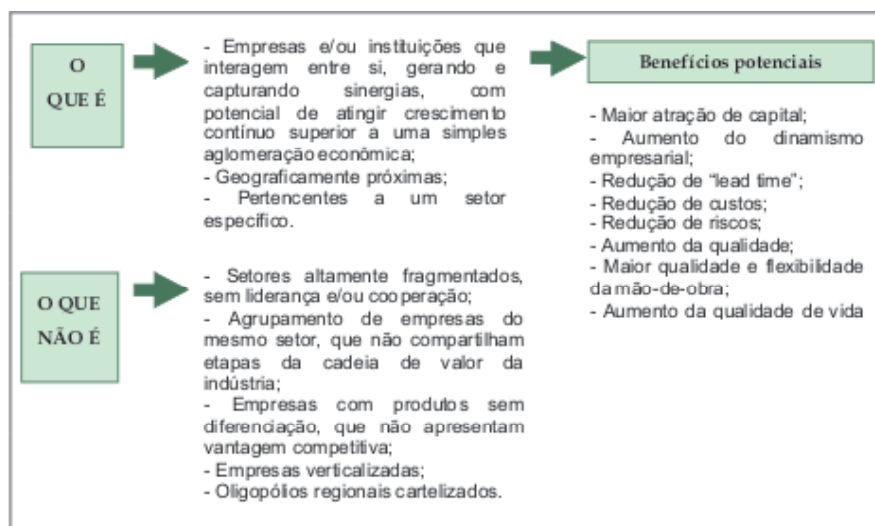 O
QUE É
- Empresas e/ou instituições que
interagem entre si, gerando e
capturando sinergias, com
potencial de atingir crescimento
contínuo superior a uma simples
aglomeração econômica;
- Geograficamente próximas;
- Pertencentes a um setor
específico.
Benefícios potenciais
- Maior atração de capital;
- Aumento do dinamismo
empresarial;
- Redução de “lead time”;
- Redução de custos;
- Redução de riscos;
- Aumento da qualidade;
- Maior qualidade e flexibilidade
da mão-de-obra;
- Aumento da qualidade de vida
O QUE
NÃO É
- Setores altamente fragmentados,
sem liderança e/ou cooperação;
- Agrupamento de empresas do
mesmo setor, que não compartilham
etapas da cadeia de valor da
indústria;
- Empresas com produtos sem
diferenciação, que não apresentam
vantagem competitiva;
- Empresas verticalizadas;
- Oligopólios regionais cartelizados.